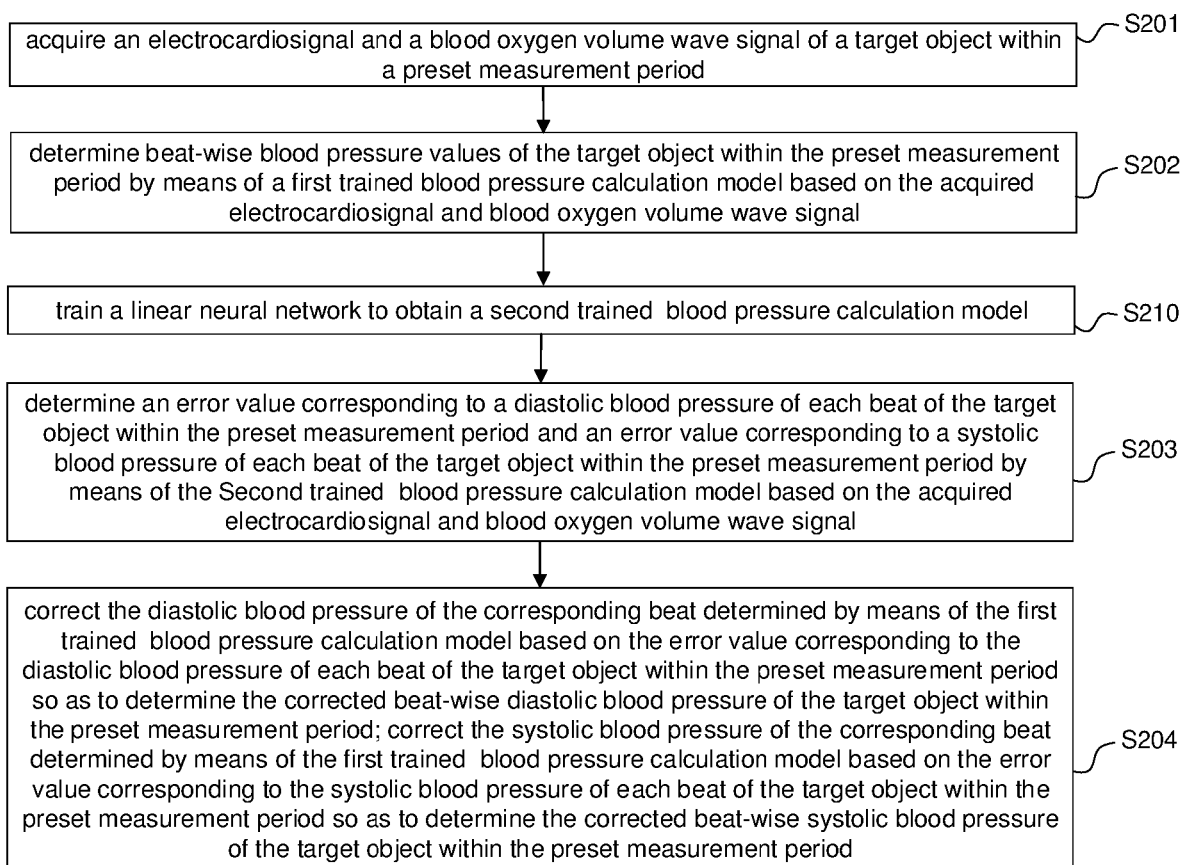 acquire an electrocardiosignal and a blood oxygen volume wave signal of a target object within
a preset measurement period
S201
determine beat-wise blood pressure values of the target object within the preset measurement
period by means of a first trained blood pressure calculation model based on the acquired
electrocardiosignal and blood oxygen volume wave signal
S202
train a linear neural network to obtain a second trained  blood pressure calculation model
S210
determine an error value corresponding to a diastolic blood pressure of each beat of the target
object within the preset measurement period and an error value corresponding to a systolic
blood pressure of each beat of the target object within the preset measurement period by
means of the Second trained  blood pressure calculation model based on the acquired
electrocardiosignal and blood oxygen volume wave signal
S203
correct the diastolic blood pressure of the corresponding beat determined by means of the first
trained  blood pressure calculation model based on the error value corresponding to the
diastolic blood pressure of each beat of the target object within the preset measurement period
so as to determine the corrected beat-wise diastolic blood pressure of the target object within
the preset measurement period; correct the systolic blood pressure of the corresponding beat
determined by means of the first trained  blood pressure calculation model based on the error
value corresponding to the systolic blood pressure of each beat of the target object within the
preset measurement period so as to determine the corrected beat-wise systolic blood pressure
of the target object within the preset measurement period
S204